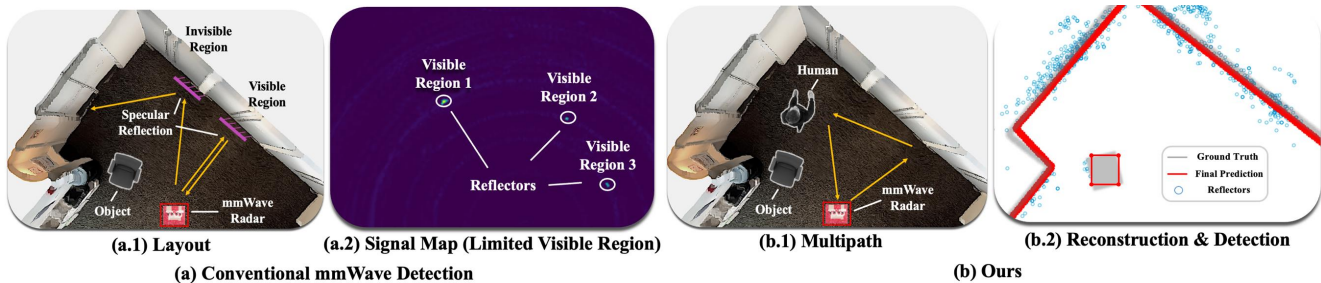 Invisible
Region
Visible
Region
Specular
Reflection
Object
mmWave
Radar
(a.1) Layout
Visible
Region 1
Visible
Region 2
Visible
Region 3
Reflectors
(a.2) Signal Map (Limited Visible Region)
(a) Conventional mmWave Detection
Human
Object
mmWave
Radar
(b.1) Multipath
Ground Truth
Final Prediction
Reflectors
(b.2) Reconstruction & Detection
(b) Ours